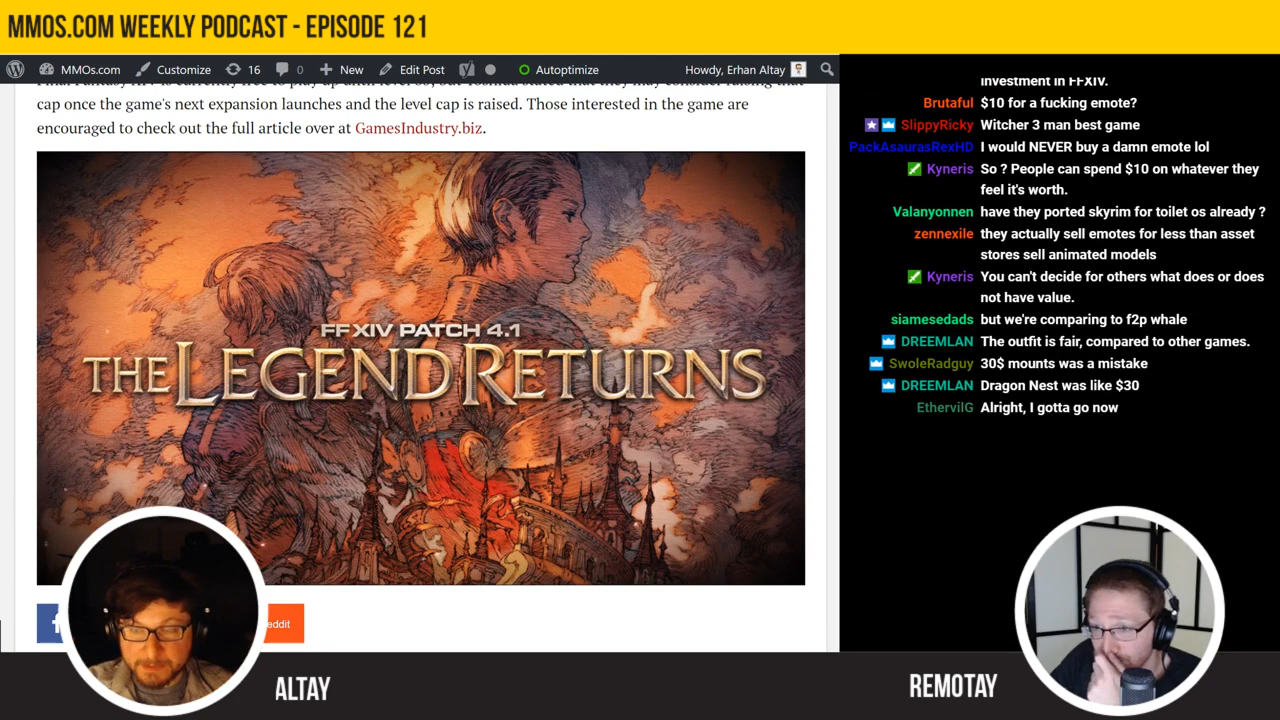 MMOS.COM WEEKLY PODCAST - EPISODE 121
MMOs.com Customize 16 0 New Edit Post Autoptimize Howdy, Erhan Altay
cap once the game's next expansion launches and the level cap is raised. Those interested in the game are
encouraged to check out the full article over at GamesIndustry.biz.
FFXIV PATCH 4.1
THE LEGEND RETURNS
eddit
investment in FFXIV.
Brutaful $10 for a fucking emote?
SlippyRicky Witcher 3 man best game
PackAsaurasRexHD I would NEVER buy a damn emote lol
Kyneris So ? People can spend $10 on whatever they
feel it's worth.
Valanyonnen have they ported skyrim for toilet os already ?
zennexile they actually sell emotes for less than asset
stores sell animated models
Kyneris You can't decide for others what does or does
not have value.
siamesedads but we're comparing to f2p whale
DREEMLAN The outfit is fair, compared to other games.
SwoleRadguy 30$ mounts was a mistake
DREEMLAN Dragon Nest was like $30
EthervilG Alright, I gotta go now
ALTAY
REMOTAY